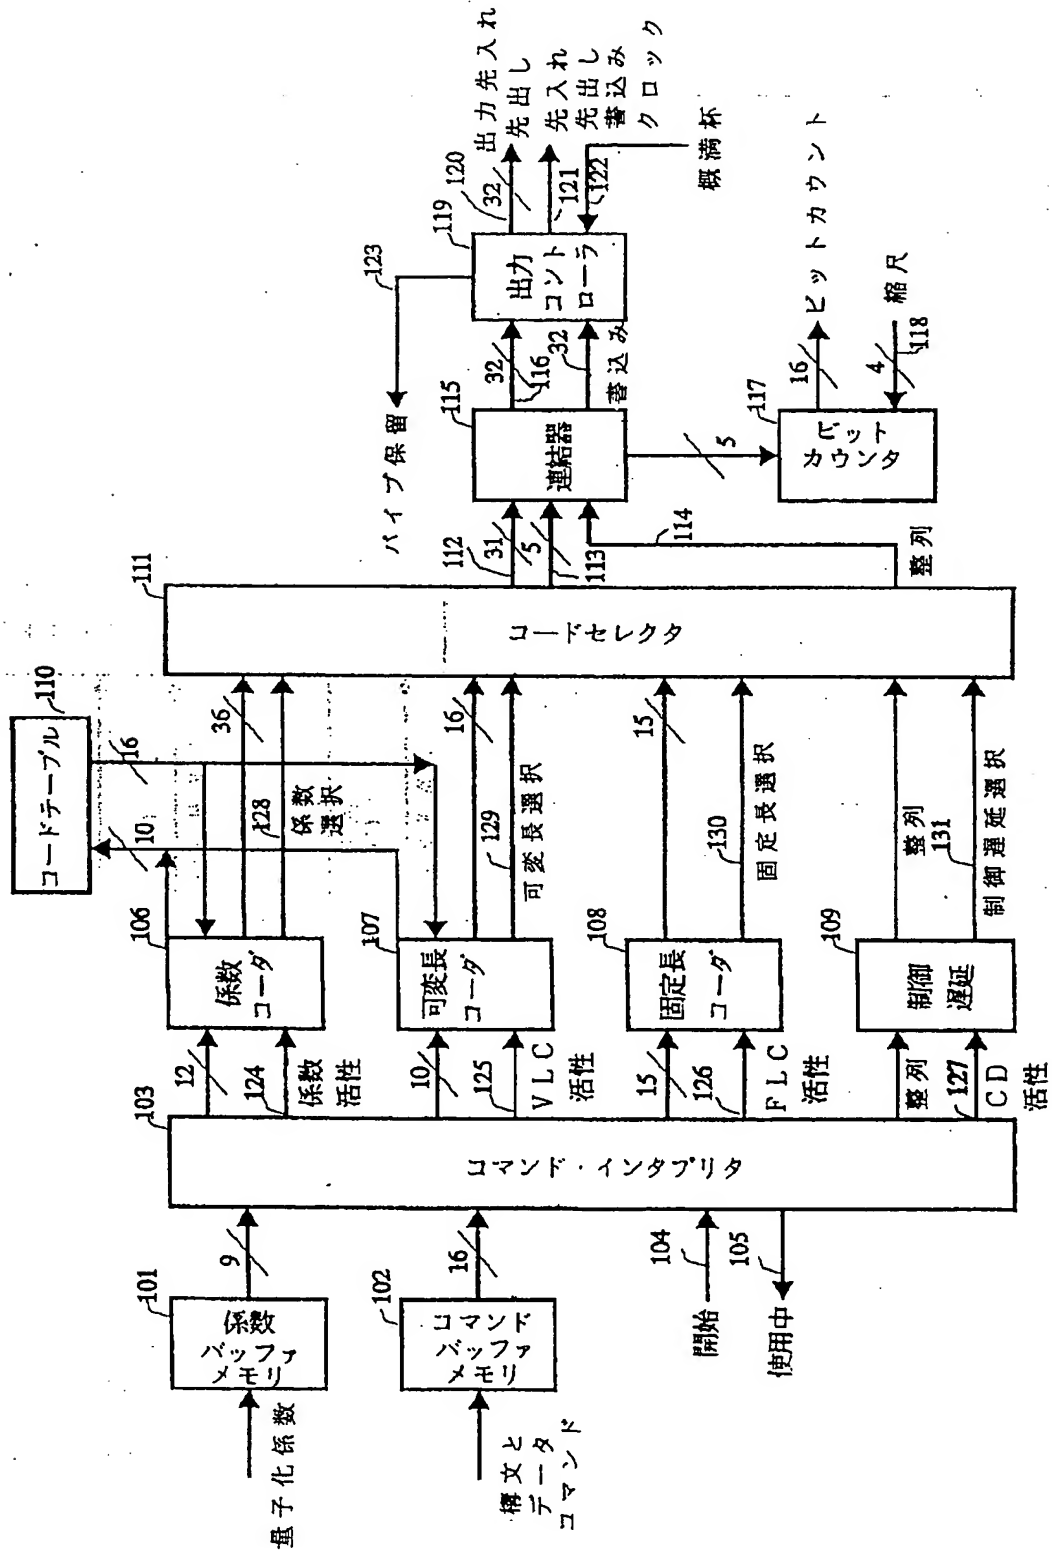 量子化係数
101
係数
バッファ
メモリ
9
構文と
データ
コマンド
102
コマンド
バッファ
メモリ
16
開始
104
使用中
105
103
コマンド・インタプリタ
12
124
係数
活性
10
125
VLC
活性
15
126
FLC
活性
整列
127
CD
活性
106
係数
コーダ
107
可変長
コーダ
108
固定長
コーダ
109
制御
遅延
110
コードテーブル
10
16
36
128
係数
選択
16
129
可変長選択
15
130
固定長選択
整列
131
制御遅延選択
111
コードセレクタ
112
31
5
113
114
整列
115
連結器
32
116
32
書込み
5
117
ビット
カウンタ
16
ビットカウント
4
118
縮尺
パイプ保留
123
119
出力
コント
ローラ
120
32
出力先入れ
先出し
121
先入れ
先出し
書込み
クロック
122
概満杯